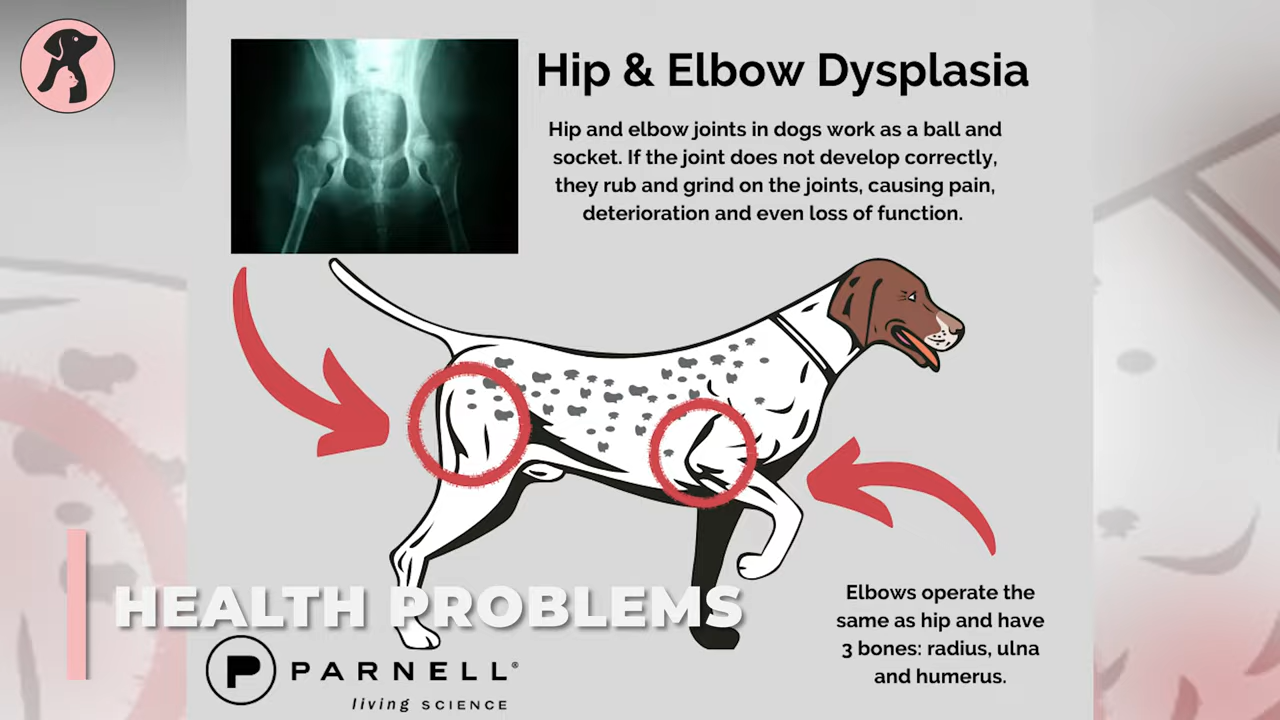 Hip & Elbow Dysplasia
Hip and elbow joints in dogs work as a ball and
socket. If the joint does not develop correctly,
they rub and grind on the joints, causing pain,
deterioration and even loss of function.
Elbows operate the
same as hip and have
3 bones: radius, ulna
and humerus.
HEALTH PROBLEMS
P PARNELL®
living SCIENCE